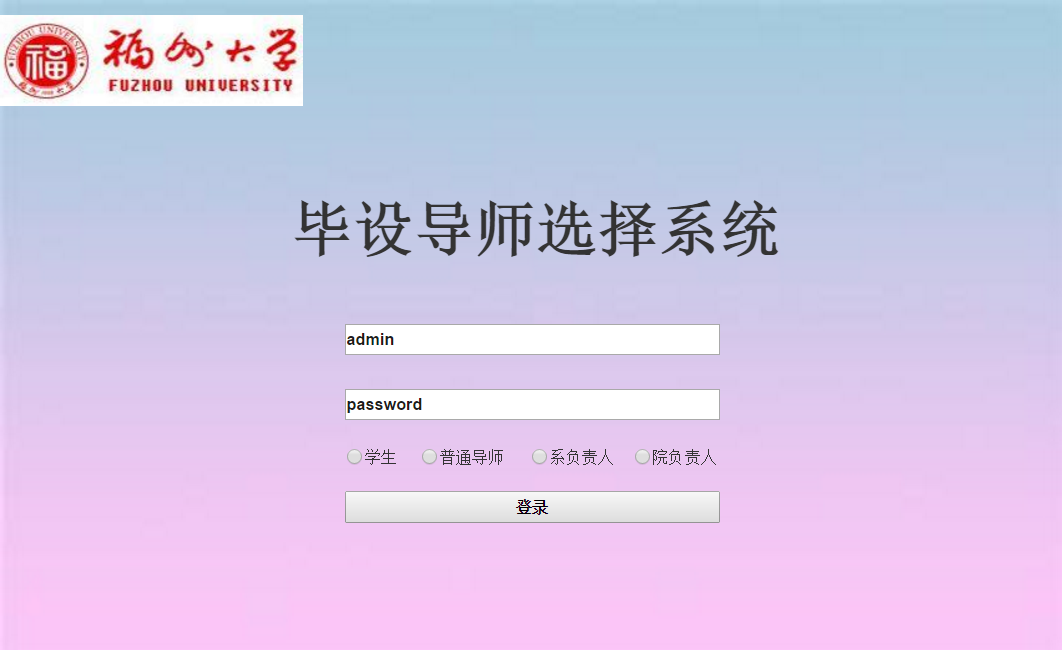 福州大学
FUZHOU UNIVERSITY
毕设导师选择系统
admin
password
学生 普通导师 系负责人 院负责人
登录